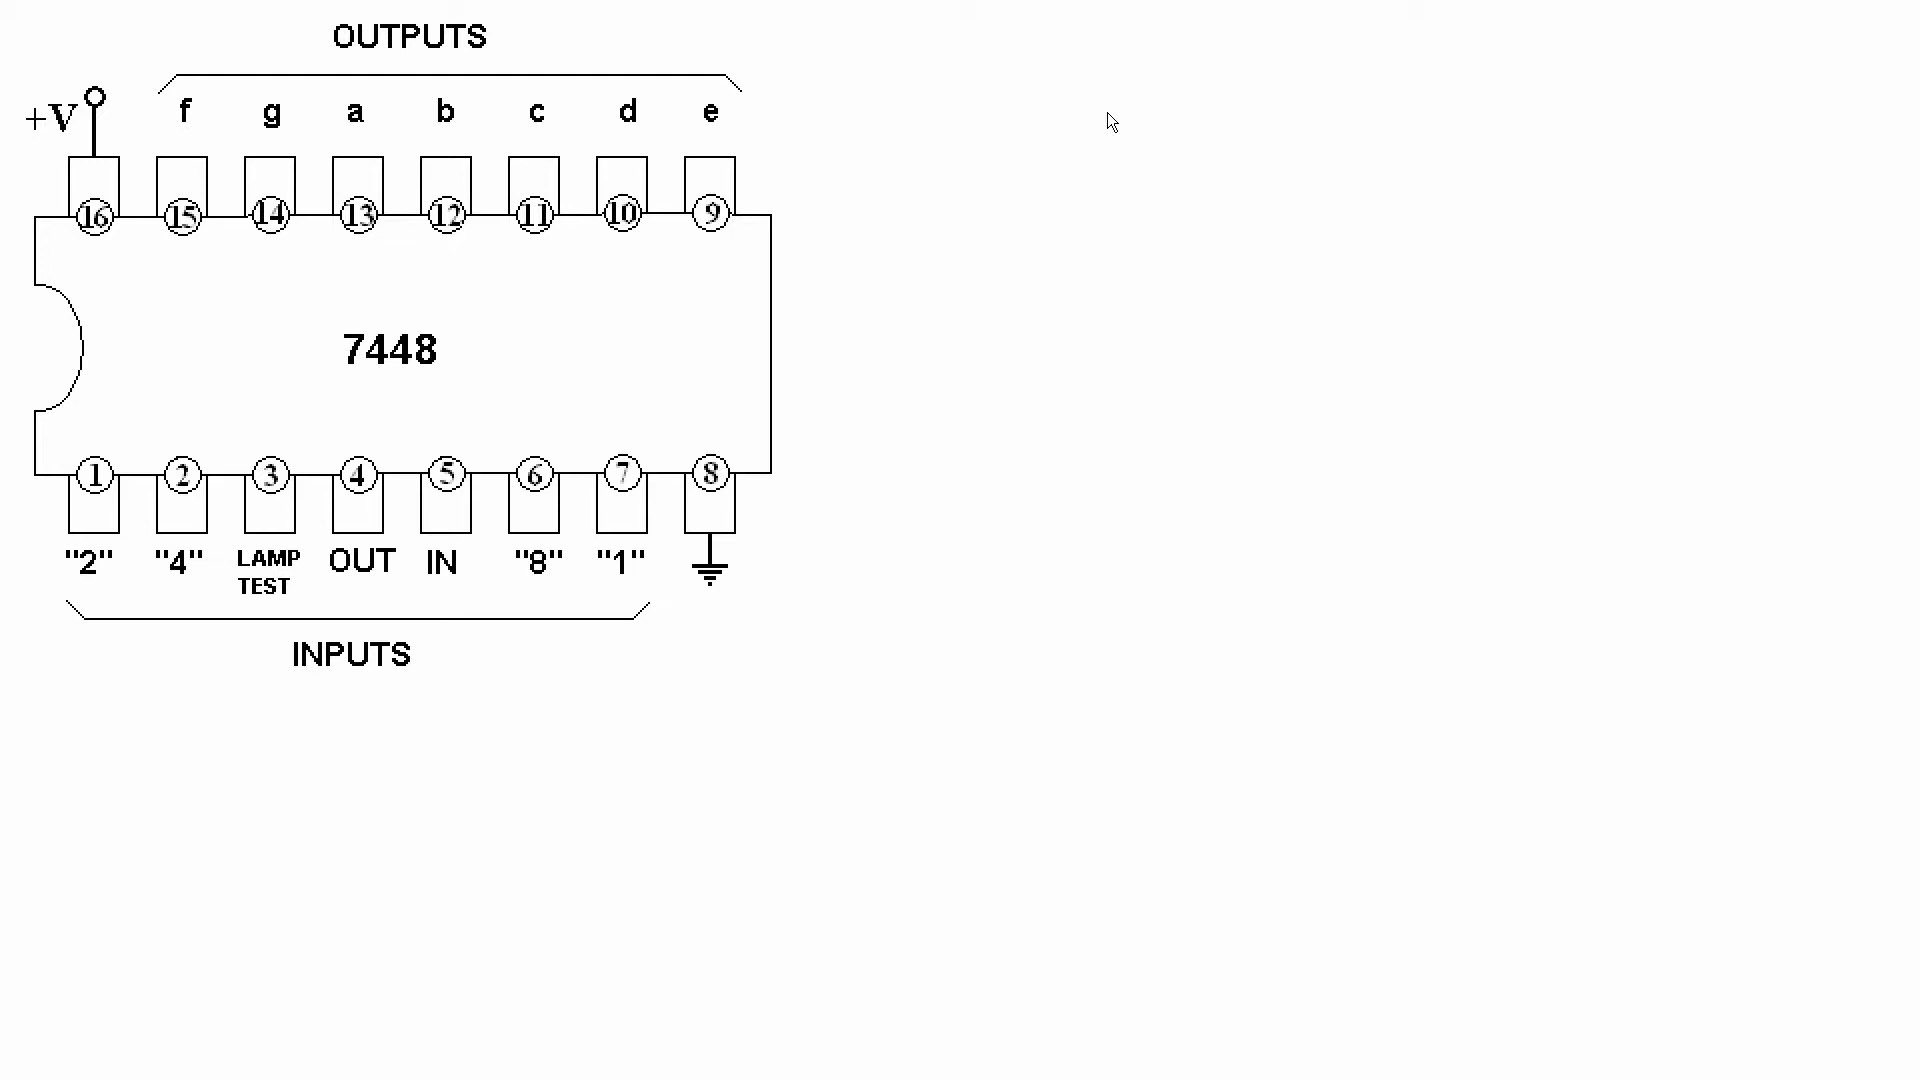 OUTPUTS
+V f g a b c d e
16 15 14 13 12 11 10 9
7448
1 2 3 4 5 6 7 8
"2" "4" LAMP TEST OUT IN "8" "1"
INPUTS